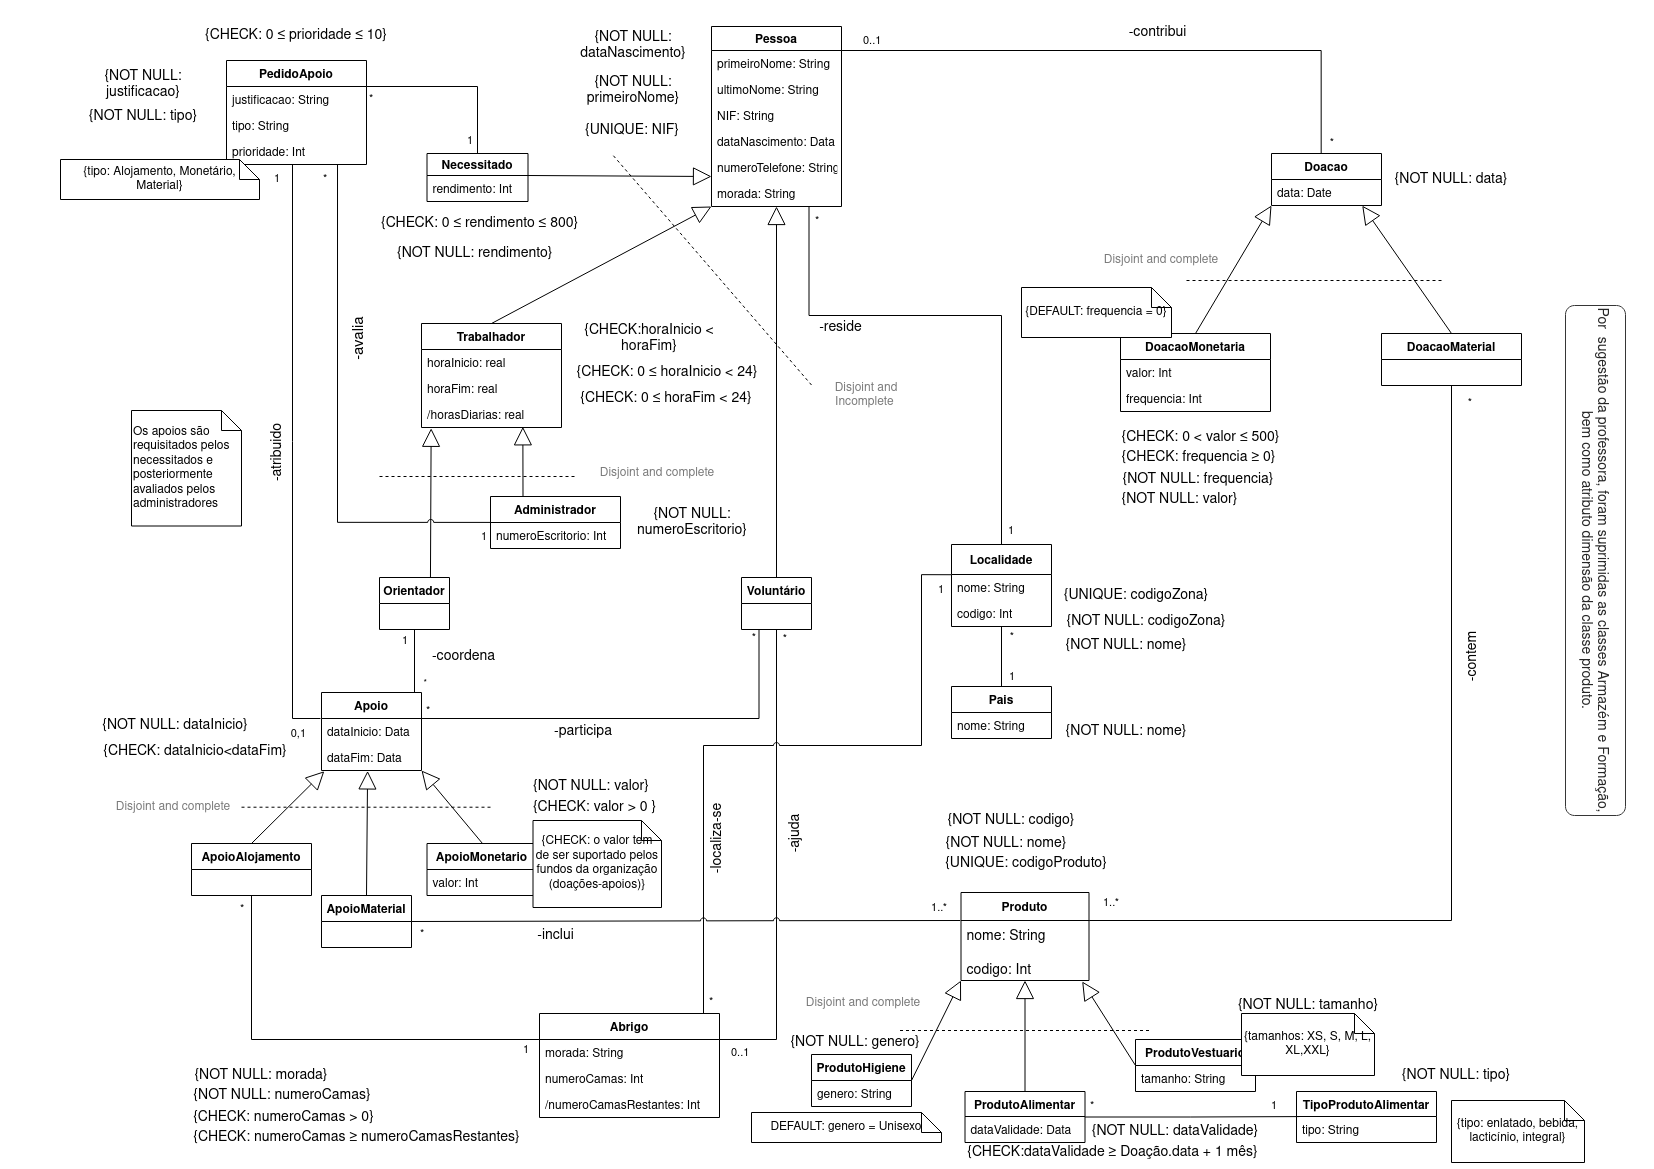 {CHECK: 0 ≤ prioridade ≤ 10}
{NOT NULL:
justificacao}
{NOT NULL: tipo}
PedidoApoio
justificacao: String
tipo: String
prioridade: Int
{tipo: Alojamento, Monetário,
Material}
*
1
1
*
Necessitado
rendimento: Int
{CHECK: 0 ≤ rendimento ≤ 800}
{NOT NULL: rendimento}
{NOT NULL:
dataNascimento}
{NOT NULL:
primeiroNome}
{UNIQUE: NIF}
Pessoa
primeiroNome: String
ultimoNome: String
NIF: String
dataNascimento: Data
numeroTelefone: String
morada: String
0..1
-contribui
*
Doacao
data: Date
{NOT NULL: data}
Disjoint and complete
{DEFAULT: frequencia = 0}
DoacaoMonetaria
valor: Int
frequencia: Int
{CHECK: 0 < valor ≤ 500}
{CHECK: frequencia ≥ 0}
{NOT NULL: frequencia}
{NOT NULL: valor}
DoacaoMaterial
*
-contem
Por sugestão da professora, foram suprimidas as classes Armazém e Formação,
bem como atributo dimensão da classe produto.
*
-reside
1
-avalia
-atribuido
Trabalhador
horaInicio: real
horaFim: real
/horasDiarias: real
{CHECK:horaInicio <
horaFim}
{CHECK: 0 ≤ horaInicio < 24}
{CHECK: 0 ≤ horaFim < 24}
Disjoint and
Incomplete
Os apoios são
requisitados pelos
necessitados e
posteriormente
avaliados pelos
administradores
Disjoint and complete
Administrador
numeroEscritorio: Int
1
{NOT NULL:
numeroEscritorio}
Orientador
1
-coordena
*
Voluntário
*
*
Localidade
nome: String
codigo: Int
1
{UNIQUE: codigoZona}
{NOT NULL: codigoZona}
{NOT NULL: nome}
*
1
Pais
nome: String
{NOT NULL: nome}
{NOT NULL: dataInicio}
{CHECK: dataInicio<dataFim}
0,1
Apoio
dataInicio: Data
dataFim: Data
*
-participa
Disjoint and complete
{NOT NULL: valor}
{CHECK: valor > 0 }
{CHECK: o valor tem
de ser suportado pelos
fundos da organização
(doações-apoios)}
ApoioAlojamento
*
ApoioMaterial
*
ApoioMonetario
valor: Int
-inclui
-localiza-se
-ajuda
{NOT NULL: codigo}
{NOT NULL: nome}
{UNIQUE: codigoProduto}
1..*
Produto
nome: String
codigo: Int
1..*
Disjoint and complete
{NOT NULL: genero}
ProdutoHigiene
genero: String
DEFAULT: genero = Unisexo
{NOT NULL: tamanho}
{tamanhos: XS, S, M, L,
XL,XXL}
ProdutoVestuario
tamanho: String
ProdutoAlimentar
dataValidade: Data
*
{NOT NULL: dataValidade}
{CHECK:dataValidade ≥ Doação.data + 1 mês}
1
TipoProdutoAlimentar
tipo: String
{NOT NULL: tipo}
{tipo: enlatado, bebida,
lacticínio, integral}
*
Abrigo
morada: String
numeroCamas: Int
/numeroCamasRestantes: Int
1
0..1
{NOT NULL: morada}
{NOT NULL: numeroCamas}
{CHECK: numeroCamas > 0}
{CHECK: numeroCamas ≥ numeroCamasRestantes}